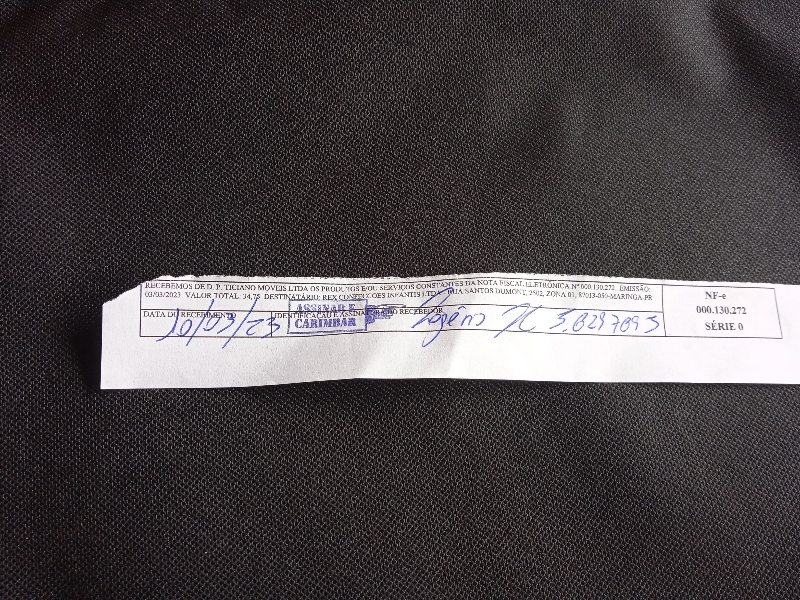 RECEBEMOS DE D. P. TICIANO MOVEIS LTDA OS PRODUTOS E/OU SERVIÇOS CONSTANTES DA NOTA FISCAL ELETRÔNICA Nº 000.130.272 EMISSÃO:
03/03/2023 VALOR TOTAL: 34,75 DESTINATÁRIO: REX CONFECCOES INFANTIS LTDA, RUA SANTOS DUMONT, 2902, ZONA 01, 87013-050-MARINGA-PR
DATA DO RECEBIMENTO
10/03/23
IDENTIFICAÇÃO E ASSINATURA DO RECEBEDOR
ASSINAR E
CARIMBAR
NF-e
000.130.272
SÉRIE 0